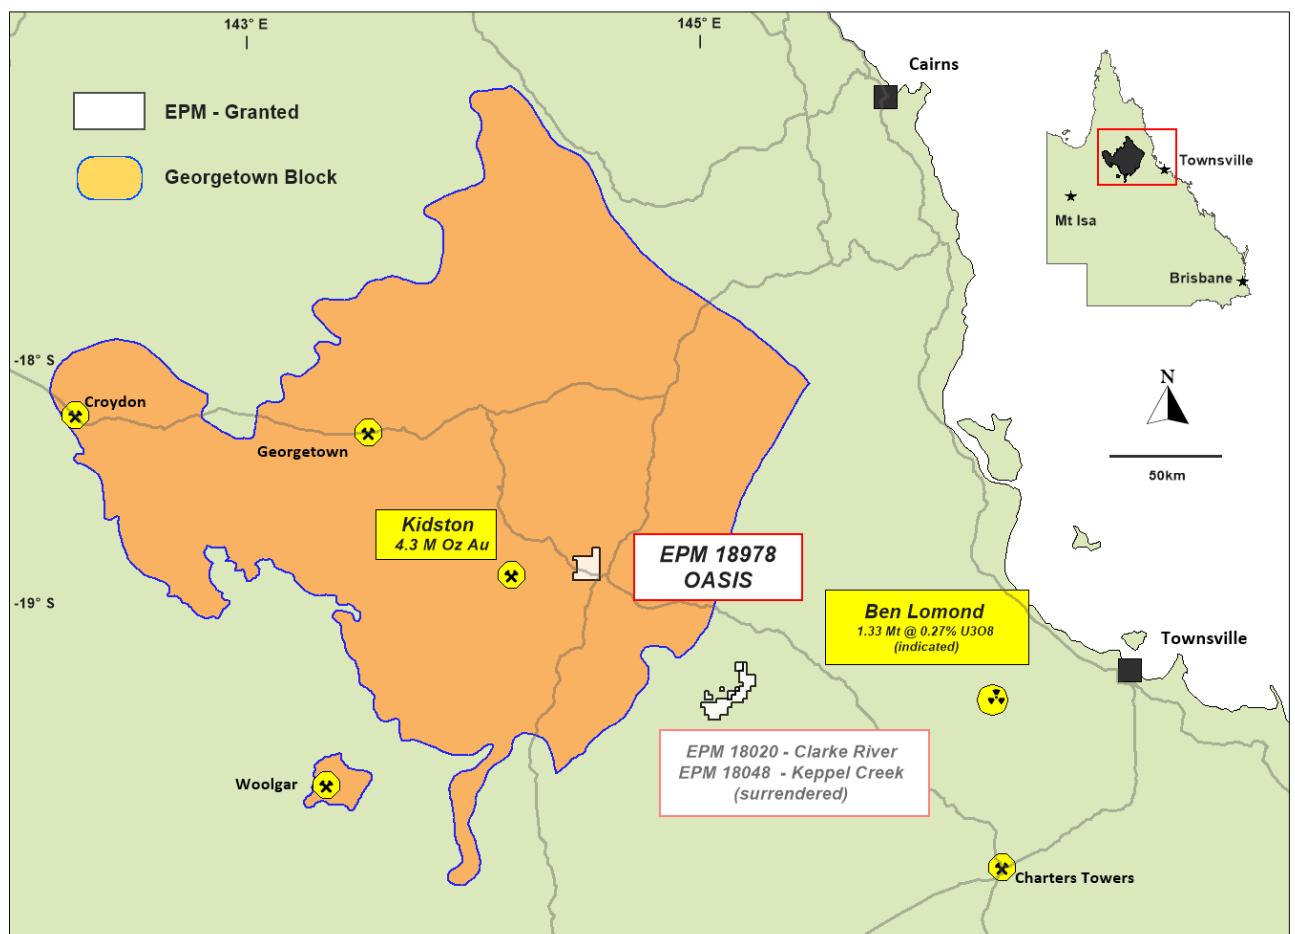 143° E
145° E
Cairns
EPM - Granted
Georgetown Block
Townsville
Mt Isa
Brisbane
-18° S
N
50km
Croydon
Georgetown
Kidston
4.3 M Oz Au
EPM 18978
OASIS
-19° S
Ben Lomond
1.33 Mt @ 0.27% U3O8
(indicated)
Townsville
EPM 18020 - Clarke River
EPM 18048 - Keppel Creek
(surrendered)
Woolgar
Charters Towers